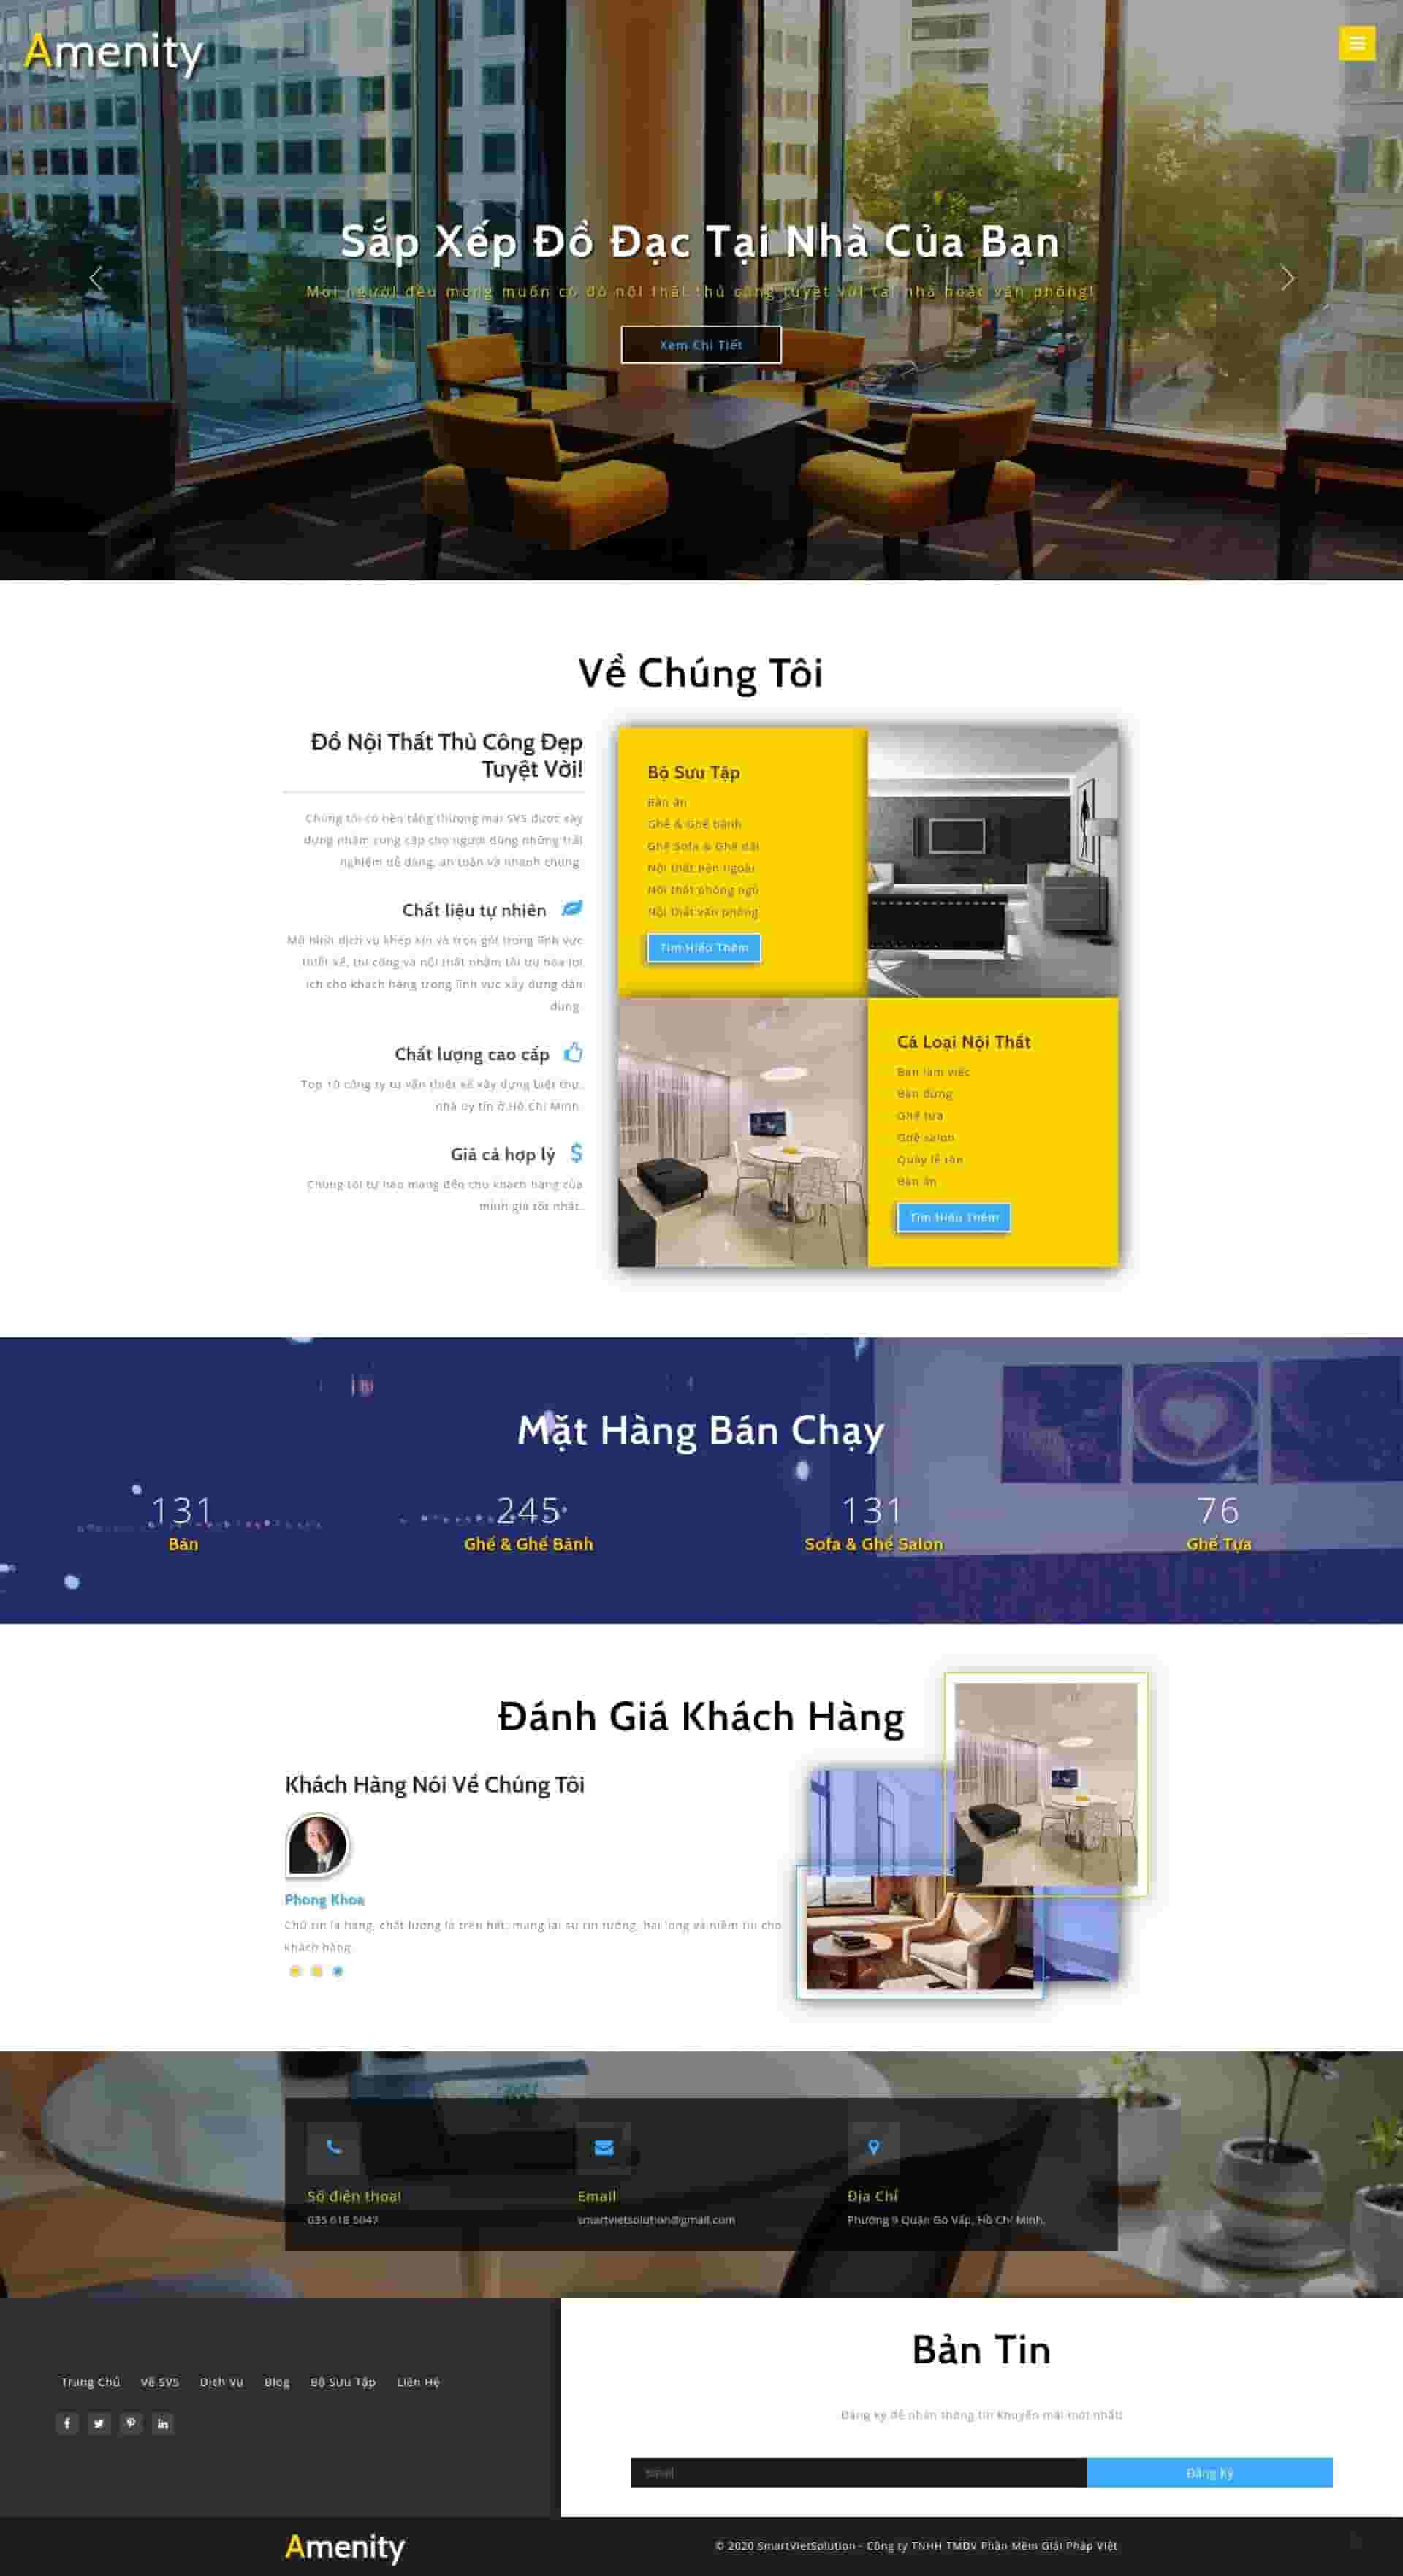 Amenity
Sắp Xếp Đồ Đạc Tại Nhà Của Bạn
Mọi người đều mong muốn có đồ nội thất thủ công tuyệt vời tại nhà hoặc văn phòng!
Xem Chi Tiết
Về Chúng Tôi
Đồ Nội Thất Thủ Công Đẹp
Tuyệt Vời!
Chúng tôi có nền tảng thương mại SVS được xây
dựng nhằm cung cấp cho người dùng những trải
nghiệm dễ dàng, an toàn và nhanh chóng.
Chất liệu tự nhiên
Mô hình dịch vụ khép kín và trọn gói trong lĩnh vực
thiết kế, thi công và nội thất nhằm tối ưu hóa lợi
ích cho khách hàng trong lĩnh vực xây dựng dân
dụng.
Chất lượng cao cấp
Top 10 công ty tư vấn thiết kế xây dựng biệt thự,
nhà uy tín ở Hồ Chí Minh.
Giá cả hợp lý
Chúng tôi tự hào mang đến cho khách hàng của
mình giá tốt nhất.
Bộ Sưu Tập
Bàn ăn
Ghế & Ghế bành
Ghế Sofa & Ghế dài
Nội thất bên ngoài
Nội thất phòng ngủ
Nội thất văn phòng
Tìm Hiểu Thêm
Cả Loại Nội Thất
Bàn làm việc
Bàn đứng
Ghế tựa
Ghế salon
Quầy lễ tân
Bàn ăn
Tìm Hiểu Thêm
Mặt Hàng Bán Chạy
131
Bàn
245
Ghế & Ghế Bành
131
Sofa & Ghế Salon
76
Ghế Tựa
Đánh Giá Khách Hàng
Khách Hàng Nói Về Chúng Tôi
Phong Khoa
Chữ tín là hàng, chất lượng là trên hết, mang lại sự tin tưởng, hài lòng và niềm tin cho
khách hàng
Số điện thoại
035 618 5047
Email
smartvietsolution@gmail.com
Địa Chỉ
Phường 9 Quận Gò Vấp, Hồ Chí Minh.
Trang Chủ Về SVS Dịch Vụ Blog Bộ Sưu Tập Liên Hệ
Bản Tin
Đăng ký để nhận thông tin khuyến mãi mới nhất!
Email
Đăng Ký
Amenity
© 2020 SmartVietSolution - Công ty TNHH TMDV Phần Mềm Giải Pháp Việt